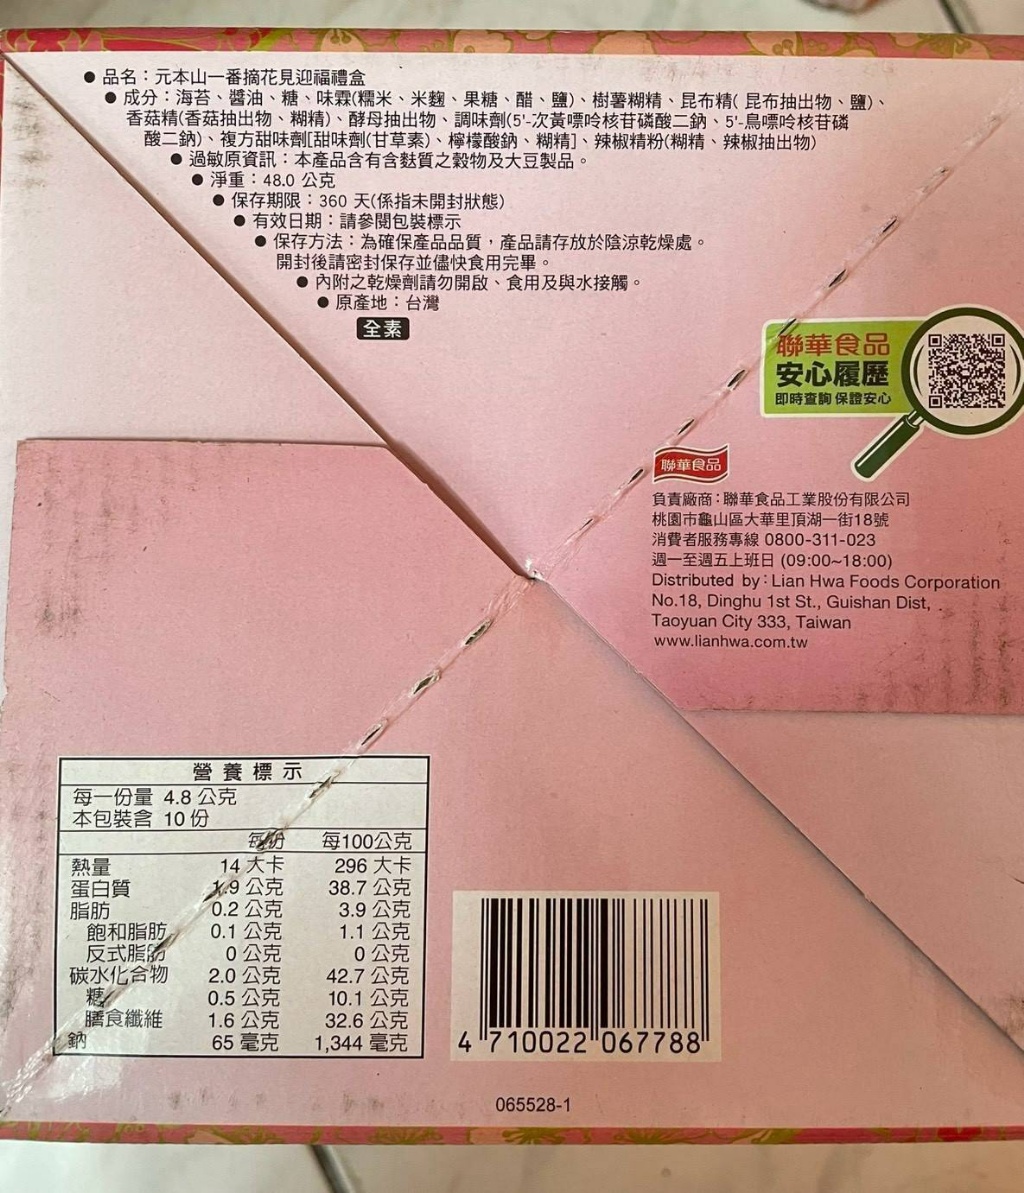 ● 品名：元本山一番摘花見迎福禮盒
● 成分：海苔、醬油、糖、味霖(糯米、米麴、果糖、醋、鹽)、樹薯糊精、昆布精( 昆布抽出物、鹽)、
香菇精(香菇抽出物、糊精)、酵母抽出物、調味劑(5'-次黃嘌呤核苷磷酸二鈉、5'-鳥嘌呤核苷磷
酸二鈉)、複方甜味劑[甜味劑(甘草素)、檸檬酸鈉、糊精]、辣椒精粉(糊精、辣椒抽出物)
● 過敏原資訊：本產品含有含麩質之穀物及大豆製品。
● 淨重：48.0 公克
● 保存期限：360 天(係指未開封狀態)
● 有效日期：請參閱包裝標示
● 保存方法：為確保產品品質，產品請存放於陰涼乾燥處。
開封後請密封保存並儘快食用完畢。
● 內附之乾燥劑請勿開啟、食用及與水接觸。
● 原產地：台灣
全素
聯華食品
安心履歷
即時查詢 保證安心
聯華食品
負責廠商：聯華食品工業股份有限公司
桃園市龜山區大華里頂湖一街18號
消費者服務專線 0800-311-023
週一至週五上班日 (09:00~18:00)
Distributed by：Lian Hwa Foods Corporation
No.18, Dinghu 1st St., Guishan Dist,
Taoyuan City 333, Taiwan
www.lianhwa.com.tw
營養標示
每一份量 4.8 公克
本包裝含 10 份
每份 每100公克
熱量 14 大卡 296 大卡
蛋白質 1.9 公克 38.7 公克
脂肪 0.2 公克 3.9 公克
飽和脂肪 0.1 公克 1.1 公克
反式脂肪 0 公克 0 公克
碳水化合物 2.0 公克 42.7 公克
糖 0.5 公克 10.1 公克
膳食纖維 1.6 公克 32.6 公克
鈉 65 毫克 1,344 毫克
4 710022 067788
065528-1